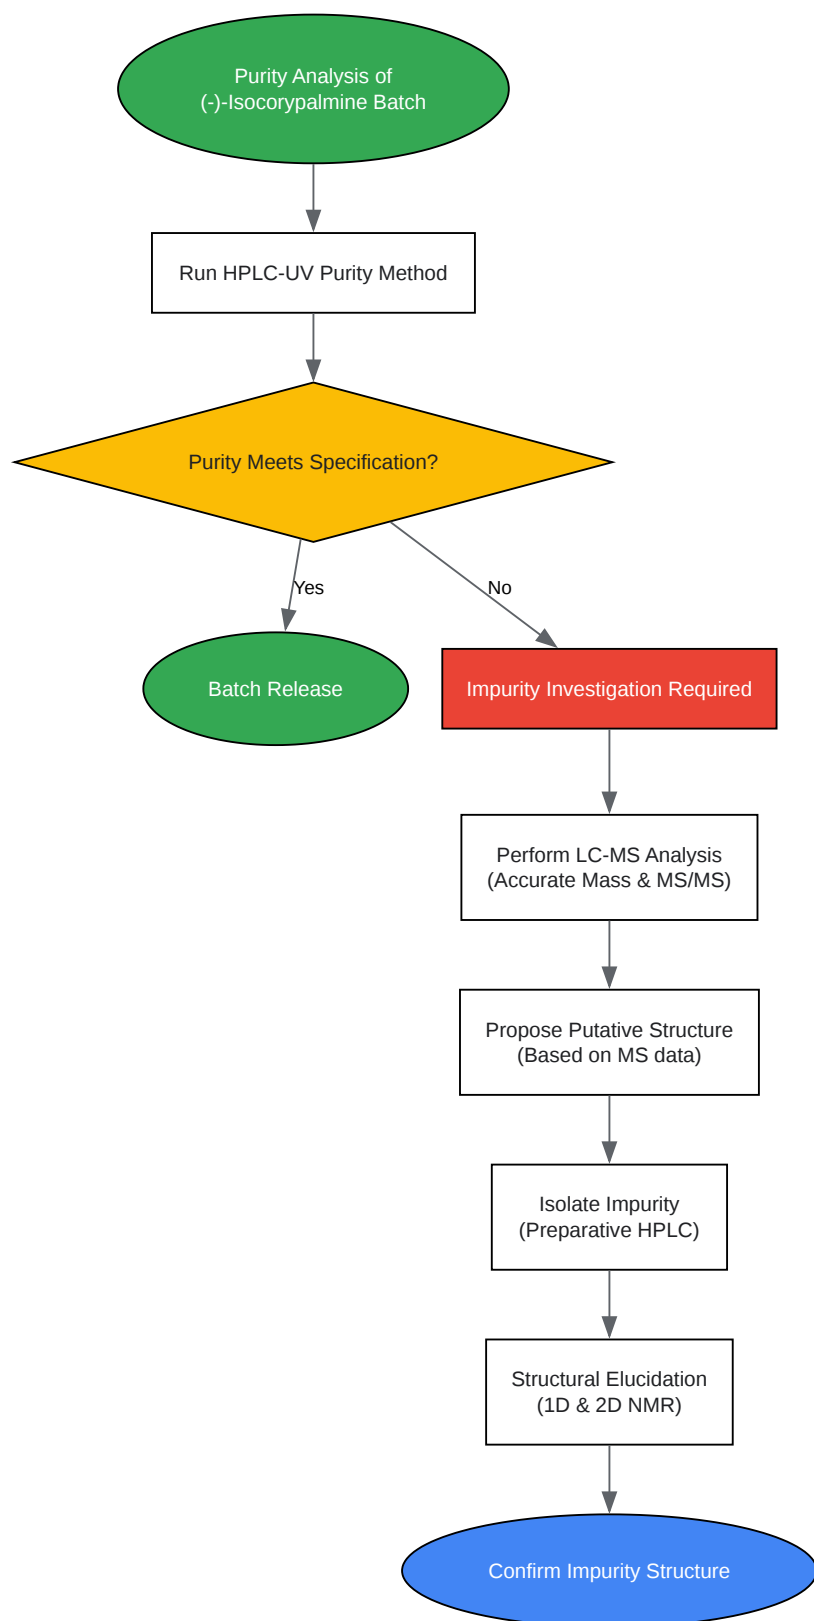 Purity Analysis of
(-)-Isocorypalmine Batch
Run HPLC-UV Purity Method
Purity Meets Specification?
Yes
No
Batch Release
Impurity Investigation Required
Perform LC-MS Analysis
(Accurate Mass & MS/MS)
Propose Putative Structure
(Based on MS data)
Isolate Impurity
(Preparative HPLC)
Structural Elucidation
(1D & 2D NMR)
Confirm Impurity Structure